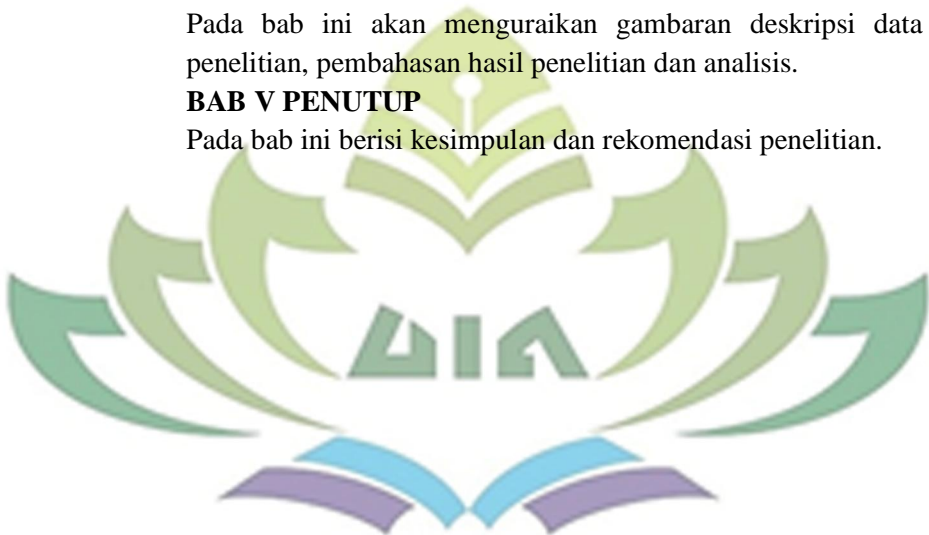 Pada bab ini akan menguraikan gambaran deskripsi data
penelitian, pembahasan hasil penelitian dan analisis.
BAB V PENUTUP
Pada bab ini berisi kesimpulan dan rekomendasi penelitian.
UIN